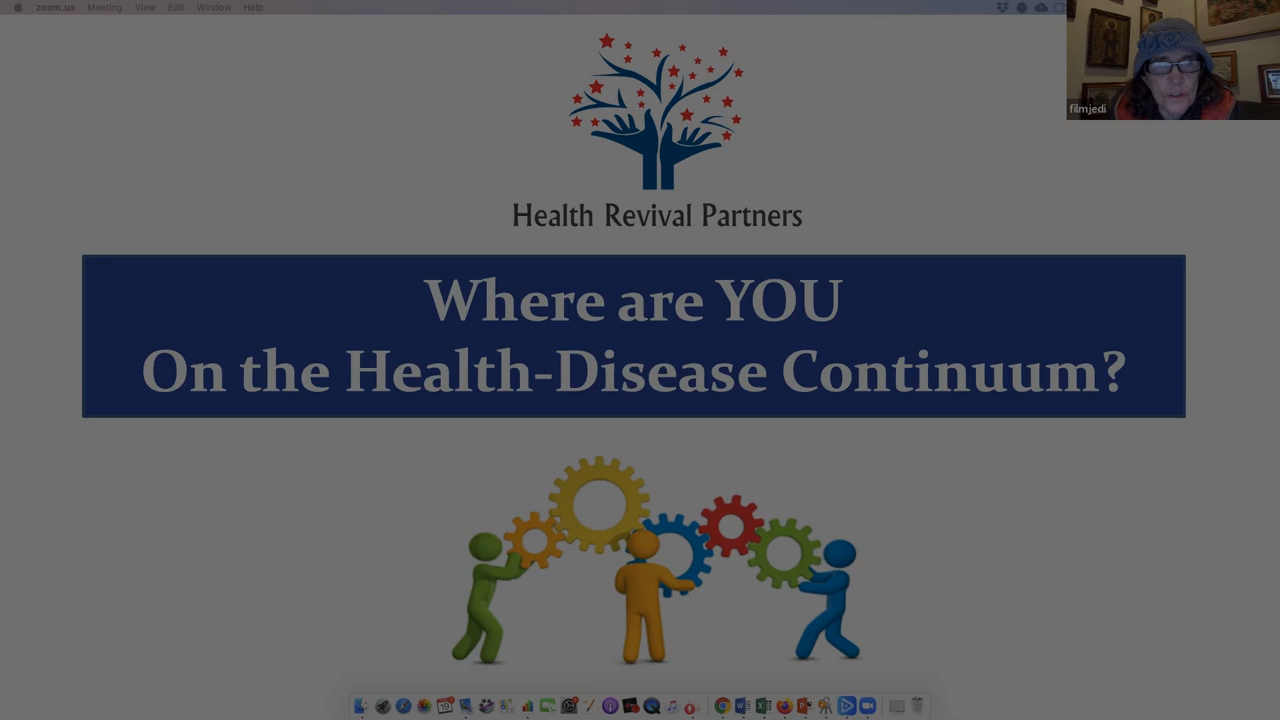 zoom.us Meeting View Edit Window Help
filmjedi
Health Revival Partners
Where are YOU
On the Health-Disease Continuum?
19